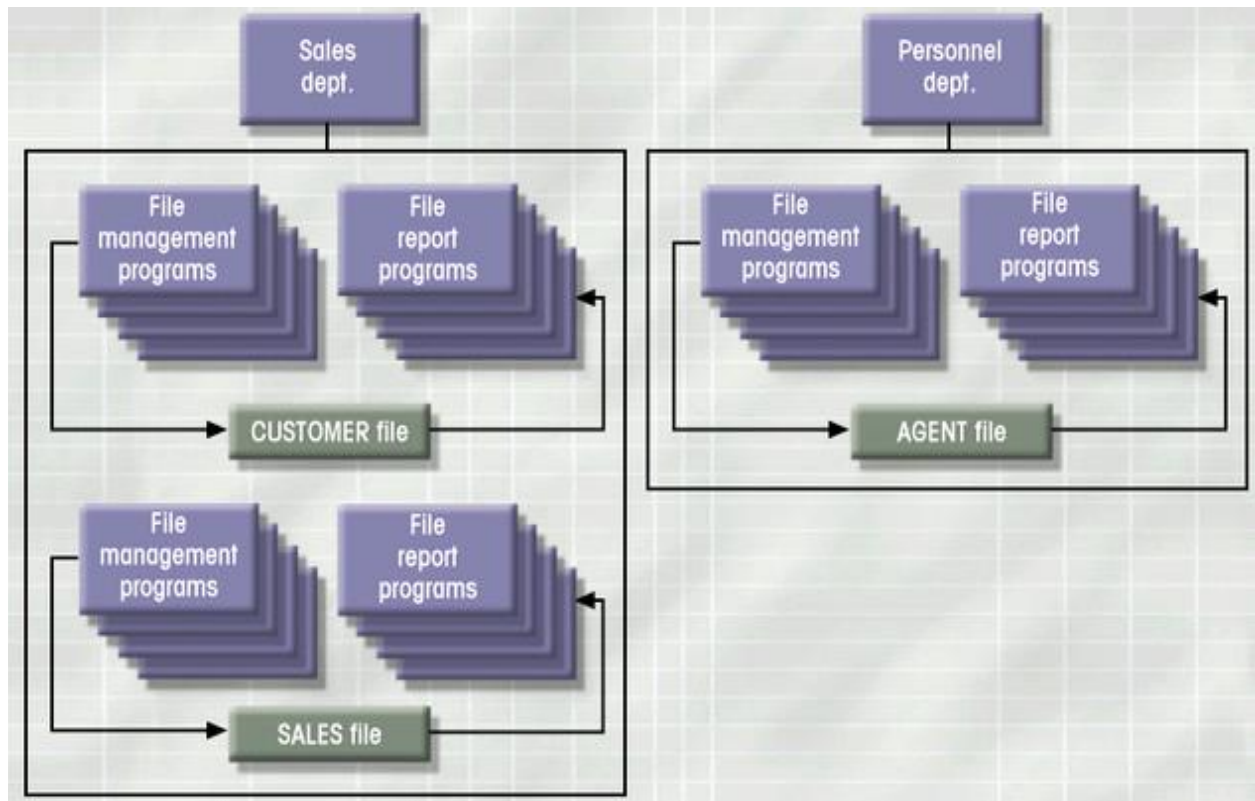 Sales
dept.
Personnel
dept.
File
management
programs
File
report
programs
CUSTOMER file
File
management
programs
File
report
programs
SALES file
File
management
programs
File
report
programs
AGENT file